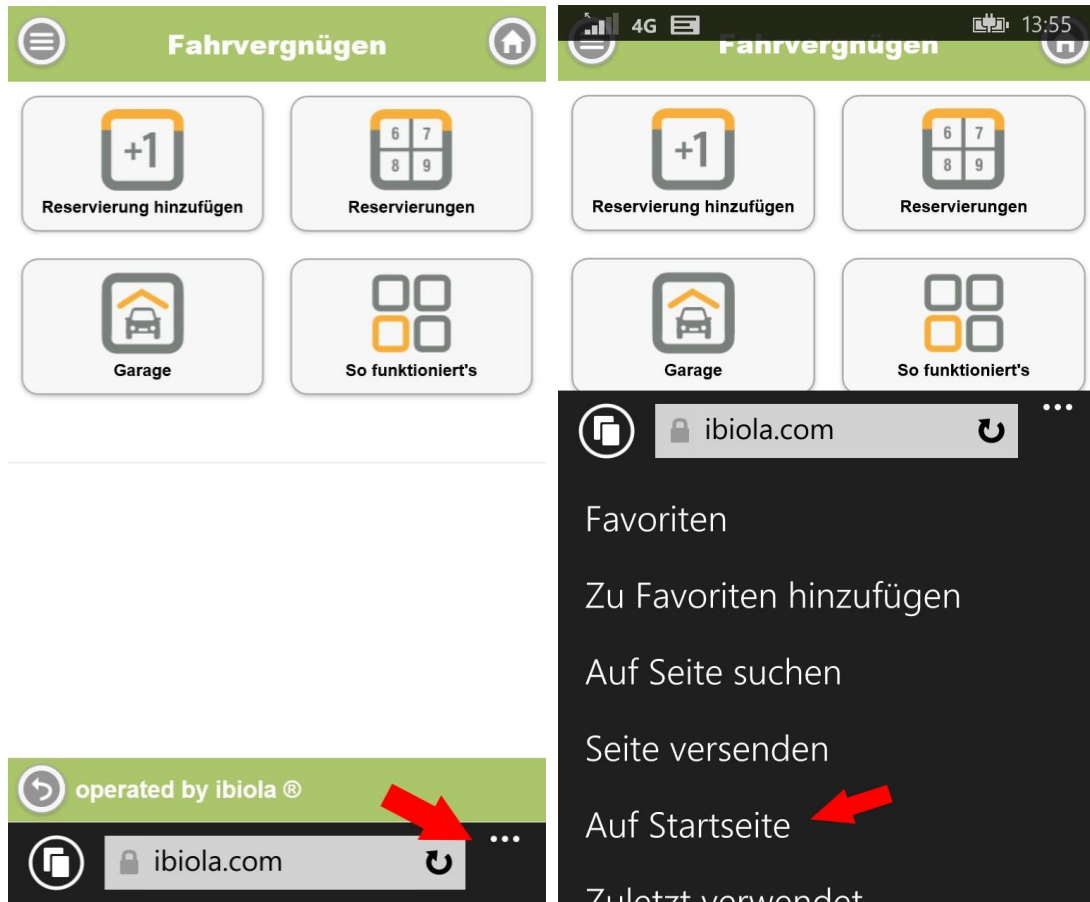 Fahrvergnügen
+1
6 7
8 9
Reservierung hinzufügen
Reservierungen
Garage
So funktioniert's
operated by ibiola ®
ibiola.com
4G
13:55
Fahrvergnügen
+1
6 7
8 9
Reservierung hinzufügen
Reservierungen
Garage
So funktioniert's
ibiola.com
Favoriten
Zu Favoriten hinzufügen
Auf Seite suchen
Seite versenden
Auf Startseite
Zuletzt verwendet